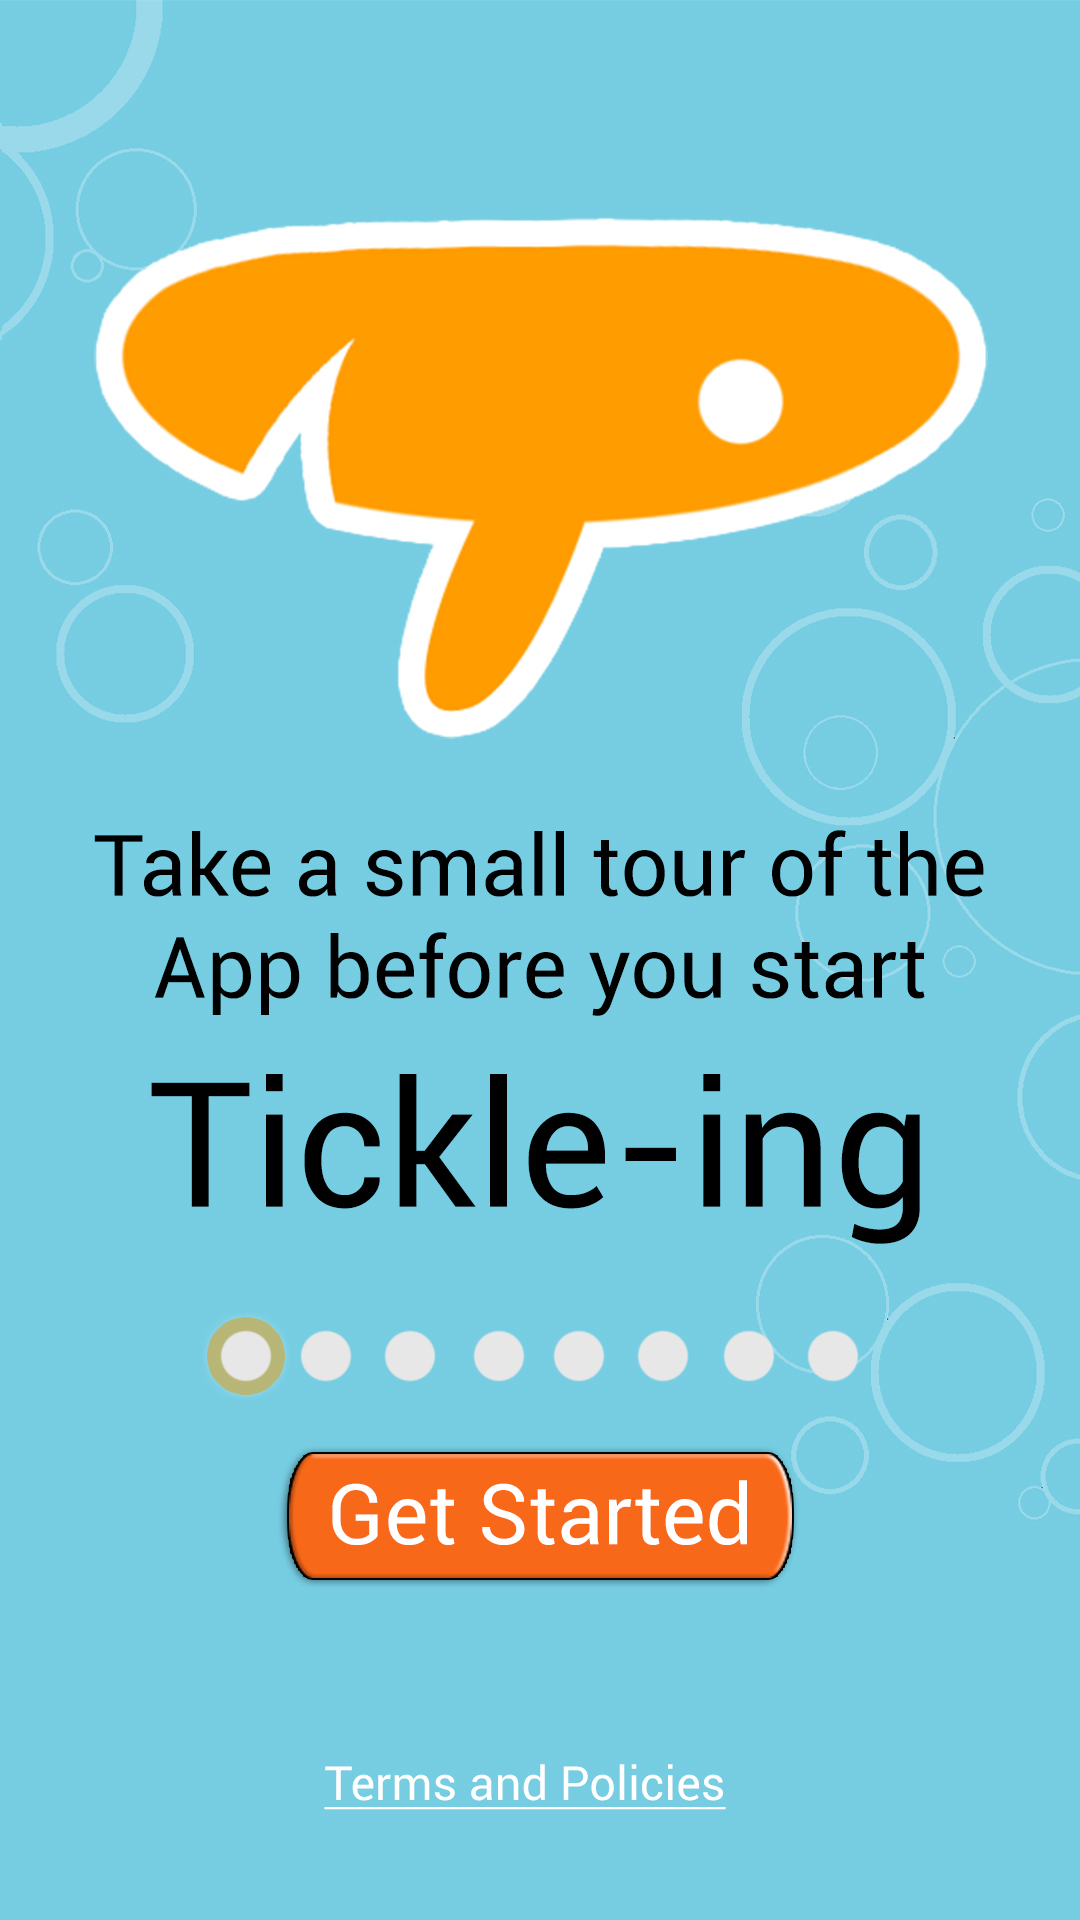 Take a small tour of the
App before you start
Tickle-ing
Get Started
Terms and Policies